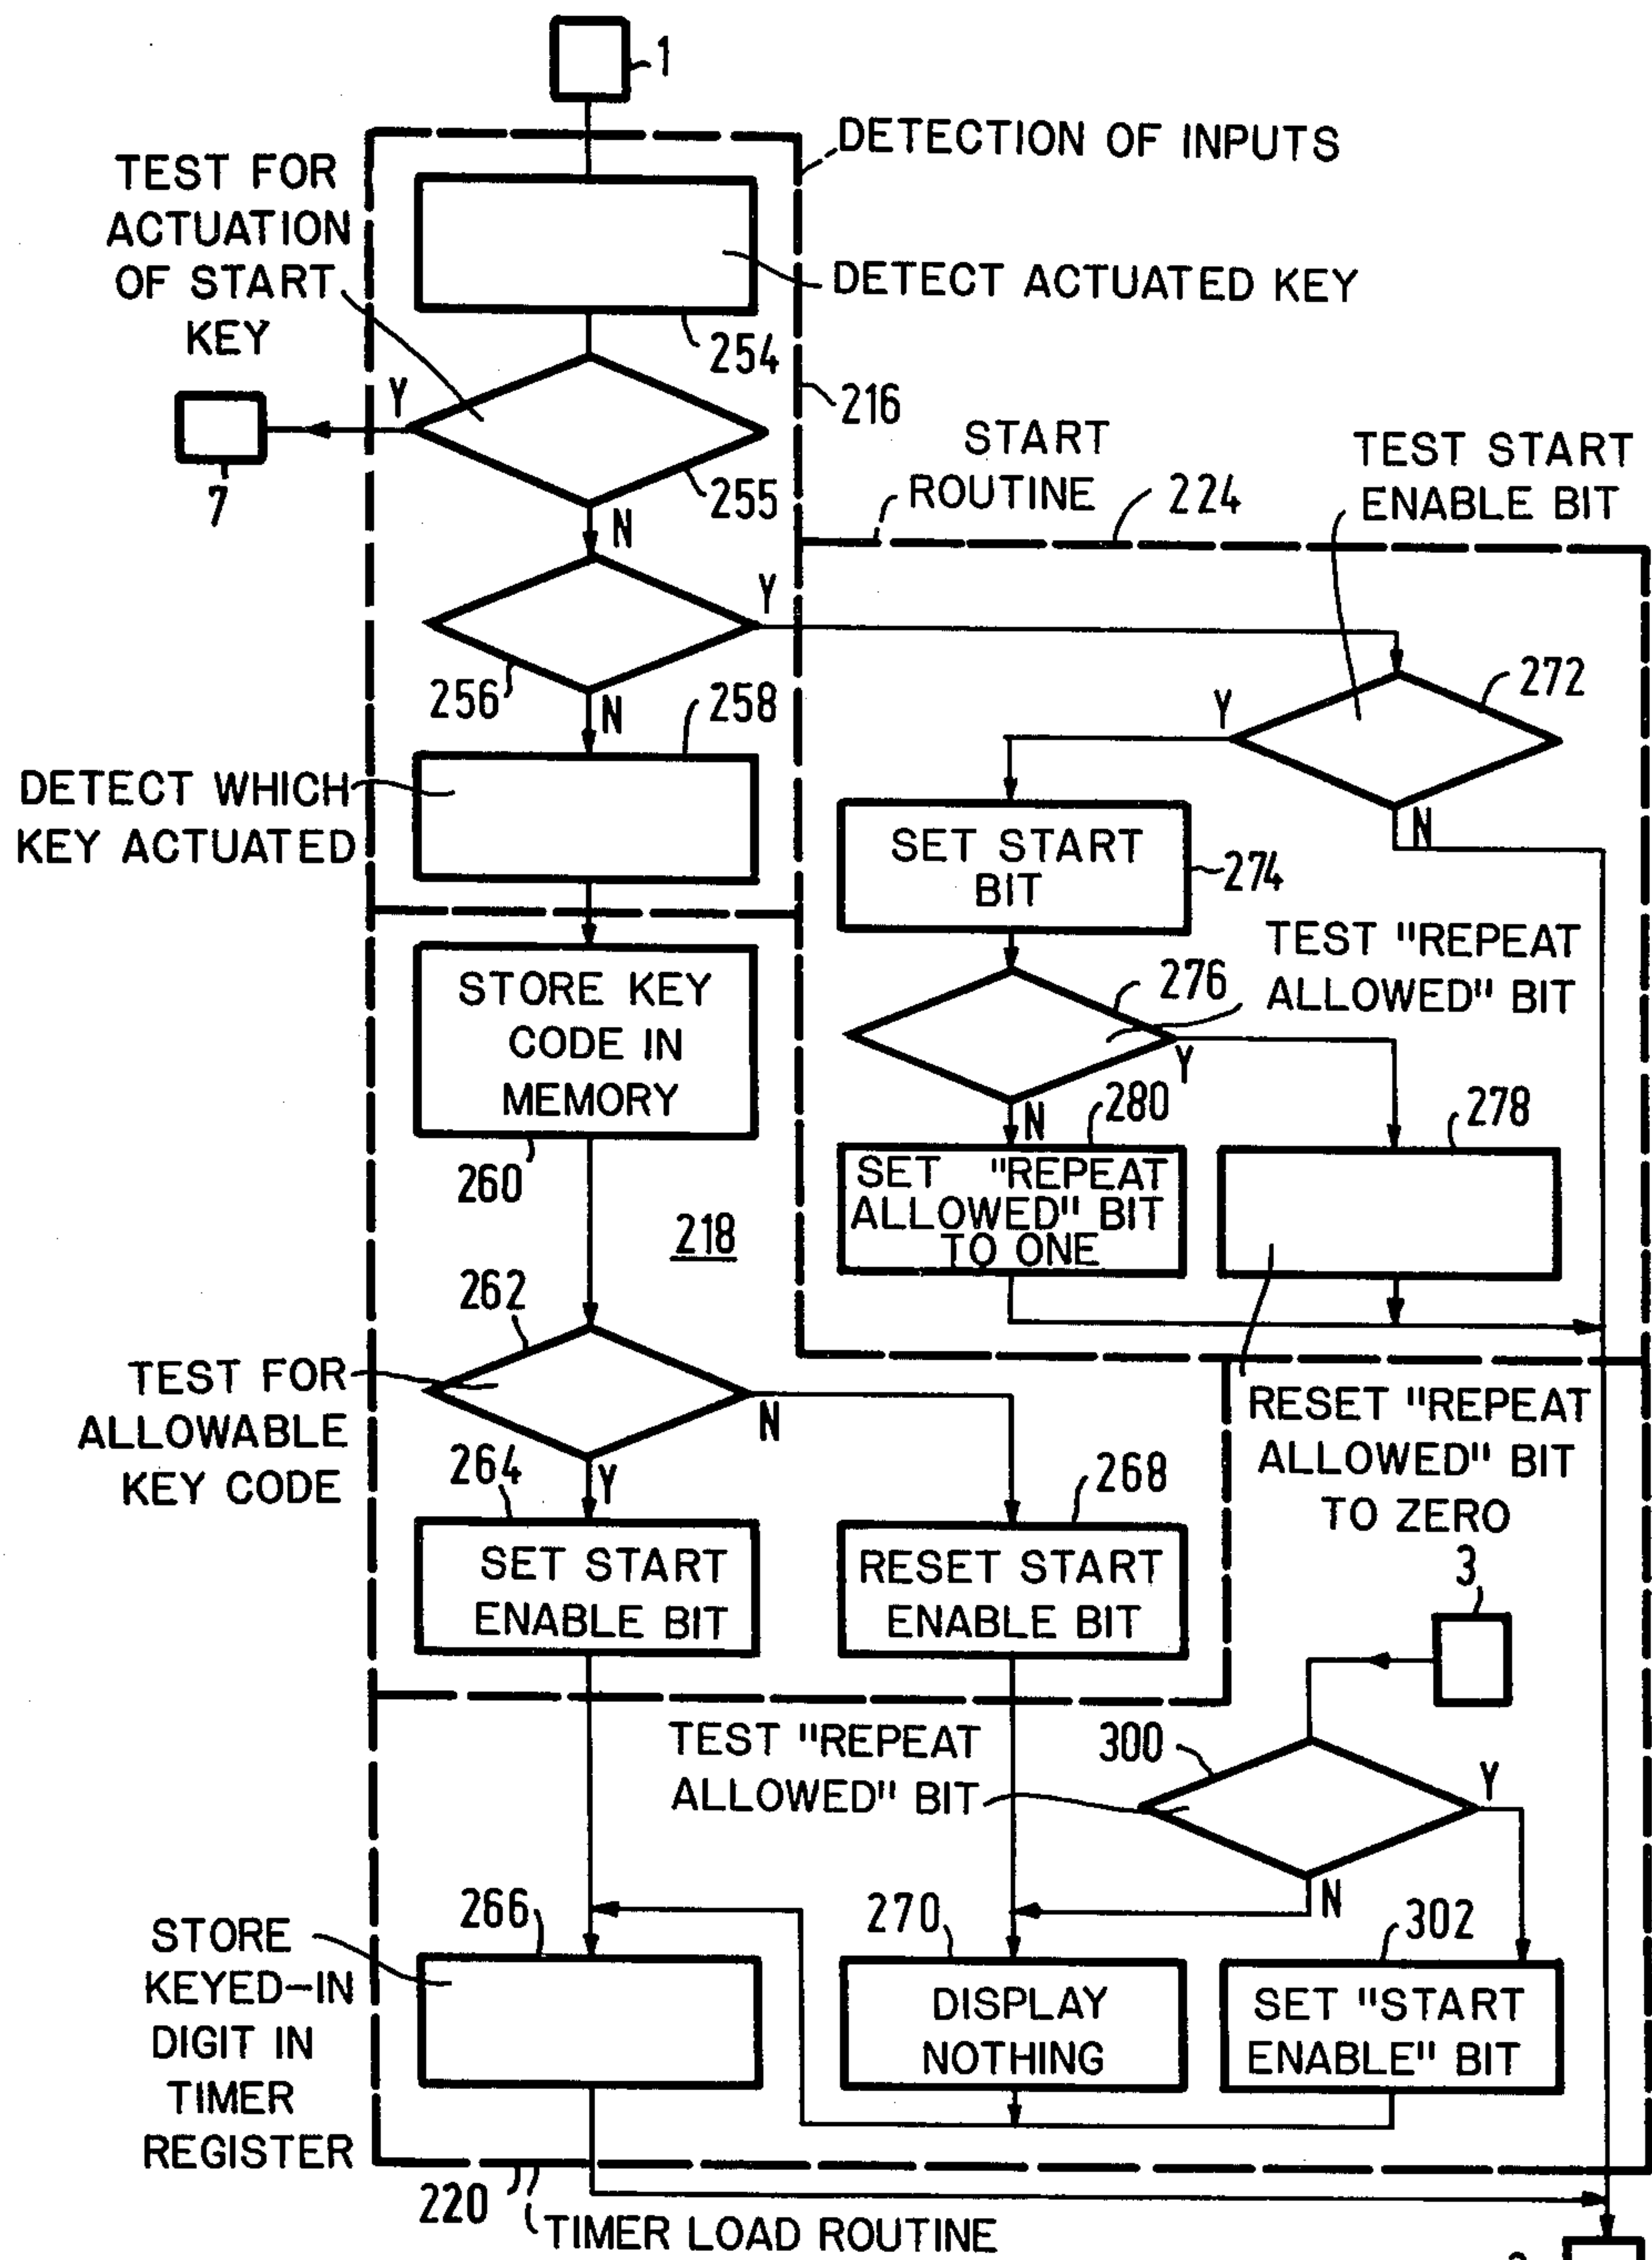 1
DETECTION OF INPUTS
TEST FOR
ACTUATION
OF START
KEY
DETECT ACTUATED KEY
254
Y
216
7
255
N
START
ROUTINE
224
TEST START
ENABLE BIT
Y
256
N
258
272
Y
N
DETECT WHICH
KEY ACTUATED
SET START
BIT
274
TEST "REPEAT
ALLOWED" BIT
276
Y
N
STORE KEY
CODE IN
MEMORY
260
280
278
SET "REPEAT
ALLOWED" BIT
TO ONE
218
262
TEST FOR
ALLOWABLE
KEY CODE
N
Y
RESET "REPEAT
ALLOWED" BIT
TO ZERO
264
268
SET START
ENABLE BIT
RESET START
ENABLE BIT
3
TEST "REPEAT
ALLOWED" BIT
300
Y
N
266
270
302
STORE
KEYED-IN
DIGIT IN
TIMER
REGISTER
DISPLAY
NOTHING
SET "START
ENABLE" BIT
220
TIMER LOAD ROUTINE